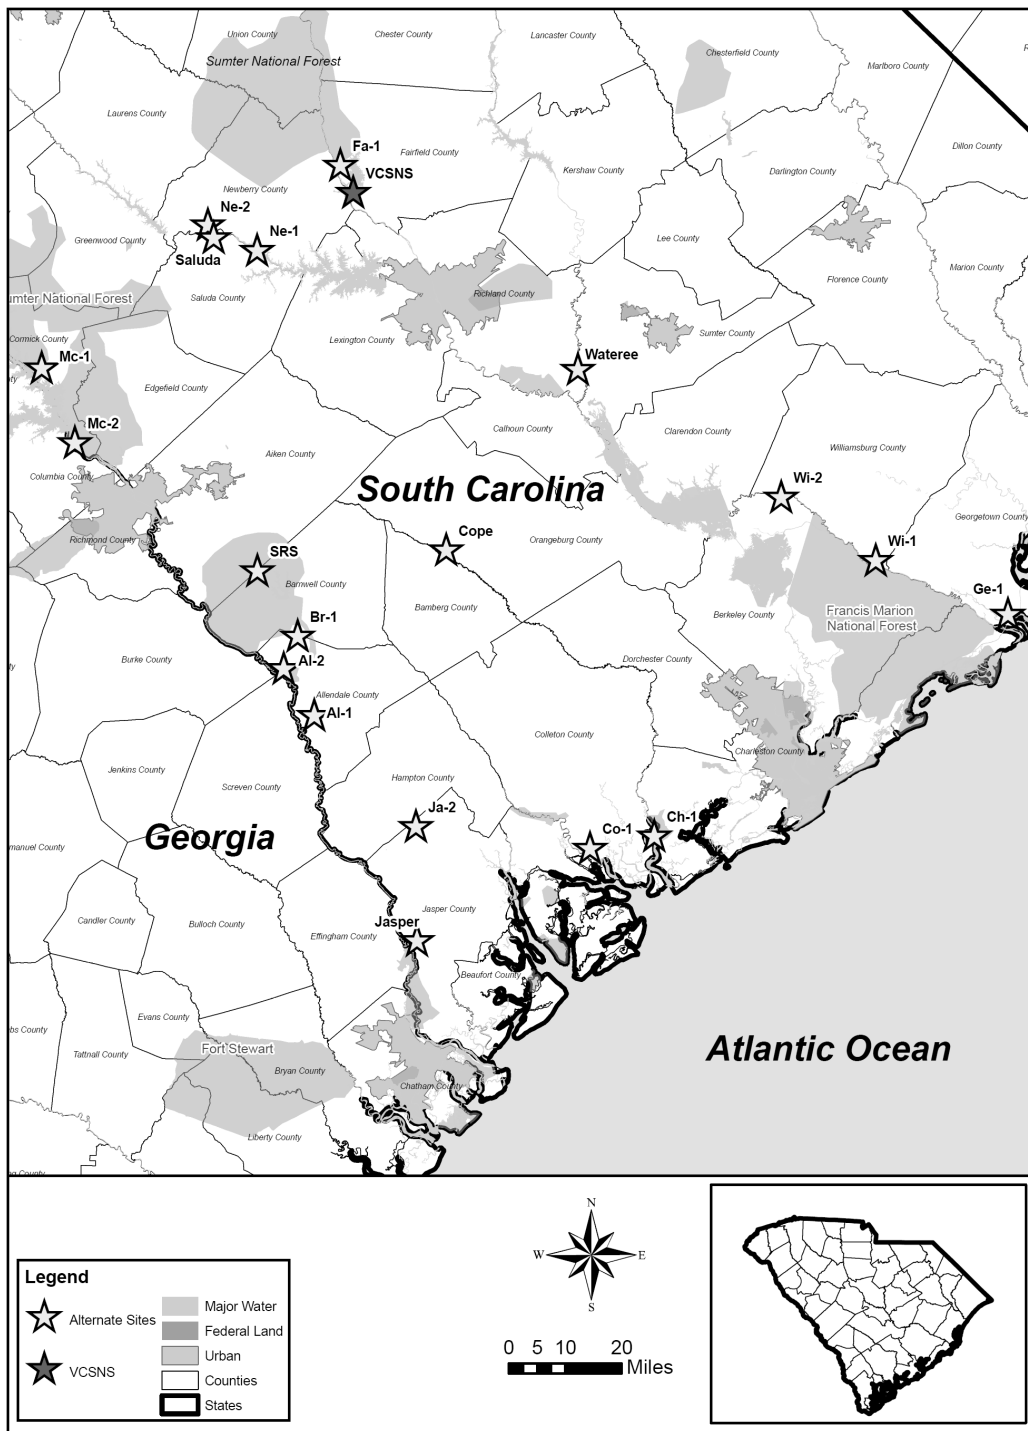 Union County
Chester County
Lancaster County
Chesterfield County
Marlboro County
Sumter National Forest
Laurens County
Fa-1
Fairfield County
VCSNS
Kershaw County
Darlington County
Dillon County
Newberry County
Ne-2
Ne-1
Greenwood County
Saluda
Lee County
Marion County
Florence County
Saluda County
Richland County
umter National Forest
Cormick County
Lexington County
Sumter County
Mc-1
Wateree
Edgefield County
Mc-2
Calhoun County
Clarendon County
Williamsburg County
Aiken County
Columbia County
South Carolina
Wi-2
Georgetown County
Richmond County
Cope
Orangeburg County
SRS
Wi-1
Barnwell County
Ge-1
Bamberg County
Berkeley County
Francis Marion
National Forest
Br-1
Burke County
Al-2
Dorchester County
Allendale County
Al-1
Colleton County
Charleston County
Jenkins County
Screven County
Hampton County
Ja-2
Georgia
Co-1
Ch-1
manuel County
Candler County
Bulloch County
Jasper County
Jasper
Effingham County
Beaufort County
Evans County
bs County
Tattnall County
Fort Stewart
Bryan County
Chatham County
Atlantic Ocean
Liberty County
ng County
Legend
Alternate Sites
VCSNS
Major Water
Federal Land
Urban
Counties
States
N
W
E
S
0 5 10 20
Miles